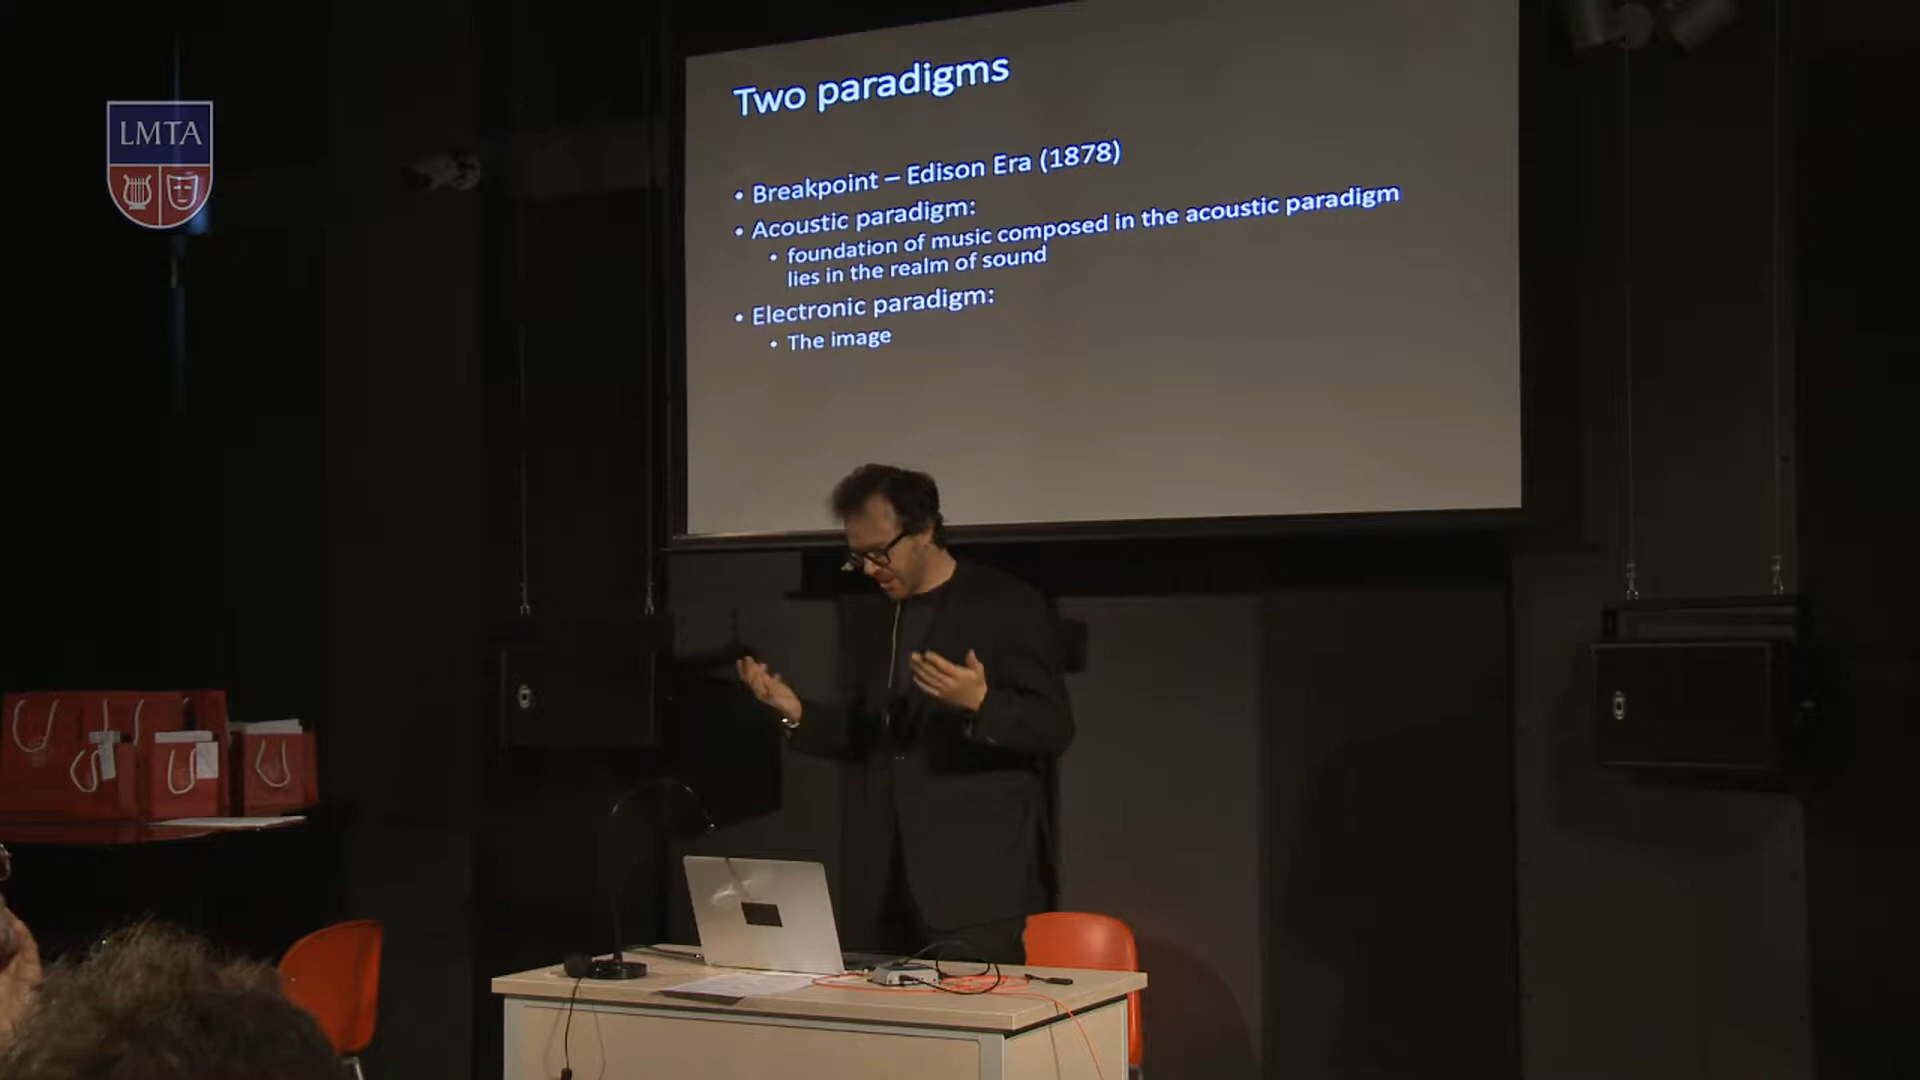 LMTA
Two paradigms
• Breakpoint – Edison Era (1878)
• Acoustic paradigm:
• foundation of music composed in the acoustic paradigm
lies in the realm of sound
• Electronic paradigm:
• The image